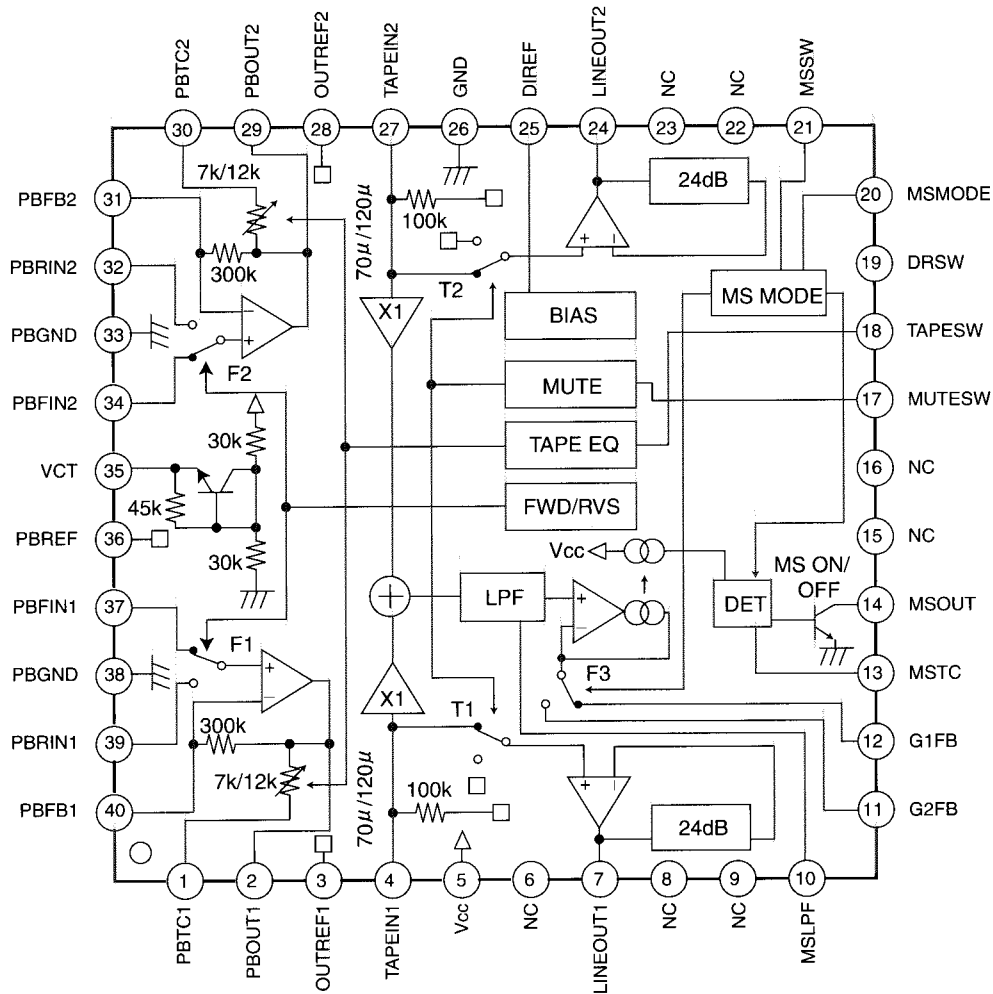 PBTC2
PBOUT2
OUTREF2
TAPEIN2
GND
DIREF
LINEOUT2
NC
NC
MSSW
30
29
28
27
26
25
24
23
22
21
7k/12k
24dB
PBFB2
31
20
MSMODE
100k
70μ/120μ
+
−
300k
PBRIN2
32
19
DRSW
T2
X1
MS MODE
BIAS
PBGND
33
−
+
18
TAPESW
F2
MUTE
PBFIN2
34
17
MUTESW
30k
TAPE EQ
VCT
35
16
NC
45k
FWD/RVS
PBREF
36
15
NC
30k
Vcc
MS ON/
OFF
PBFIN1
37
+
LPF
+
−
DET
14
MSOUT
F1
PBGND
38
+
−
X1
F3
13
MSTC
T1
300k
PBRIN1
39
12
G1FB
7k/12k
70μ/120μ
100k
+
−
PBFB1
40
11
G2FB
24dB
1
2
3
4
5
6
7
8
9
10
PBTC1
PBOUT1
OUTREF1
TAPEIN1
Vcc
NC
LINEOUT1
NC
NC
MSLPF